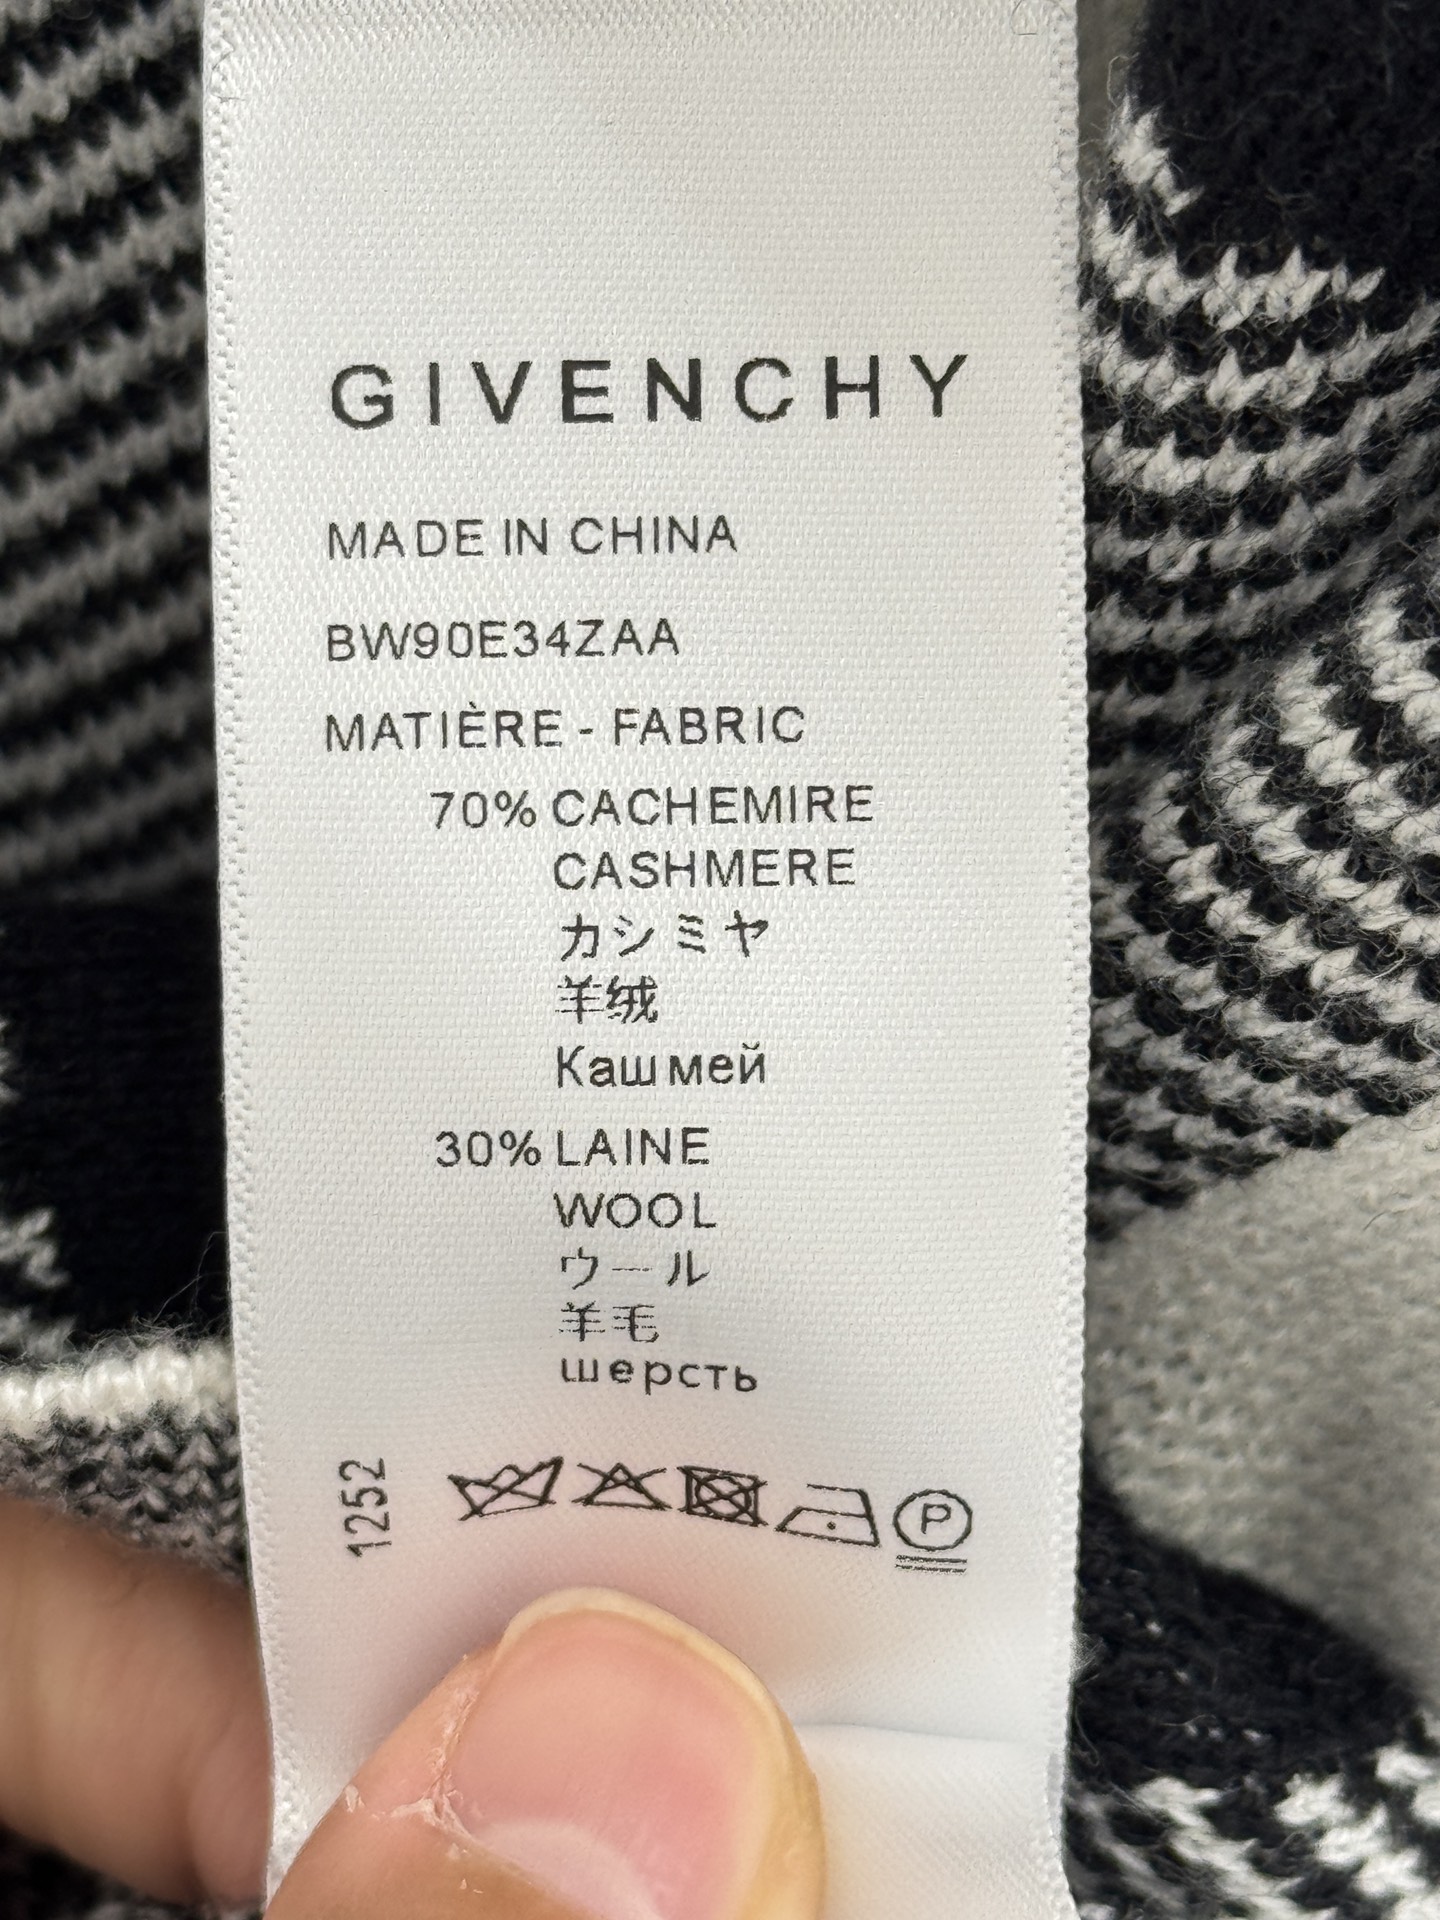 GIVENCHY
MADE IN CHINA
BW90E34ZAA
MATIÈRE - FABRIC
70% CACHEMIRE
CASHMERE
カシミヤ
羊绒
Кашмей
30% LAINE
WOOL
ウール
羊毛
шерсть
1252
P